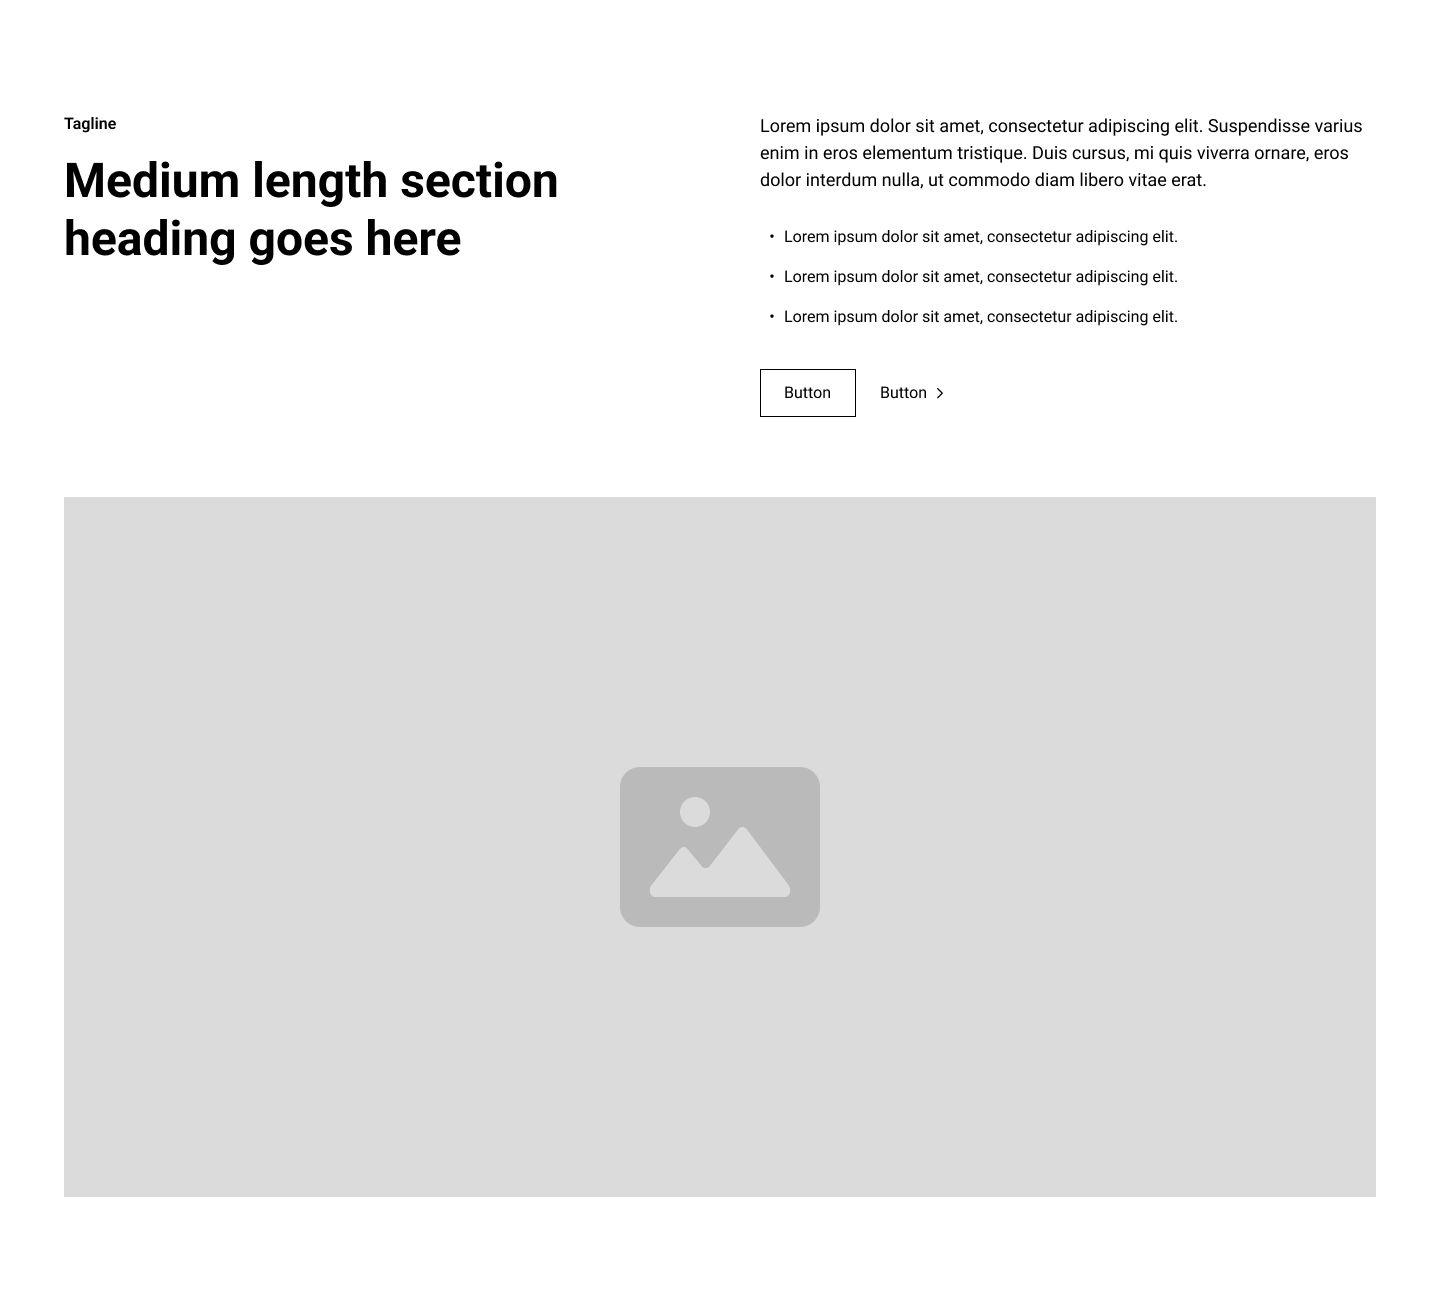 Tagline
Medium length section
heading goes here
Lorem ipsum dolor sit amet, consectetur adipiscing elit. Suspendisse varius
enim in eros elementum tristique. Duis cursus, mi quis viverra ornare, eros
dolor interdum nulla, ut commodo diam libero vitae erat.
• Lorem ipsum dolor sit amet, consectetur adipiscing elit.
• Lorem ipsum dolor sit amet, consectetur adipiscing elit.
• Lorem ipsum dolor sit amet, consectetur adipiscing elit.
Button Button